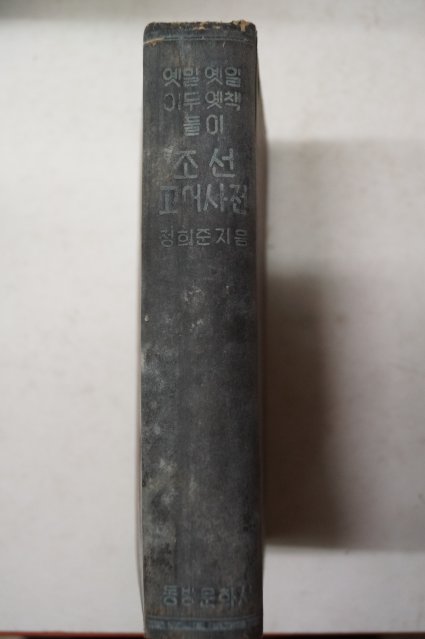 옛말 옛일
이두 옛책
풀이
조선
고어사전
정희준 지음
동방문화사